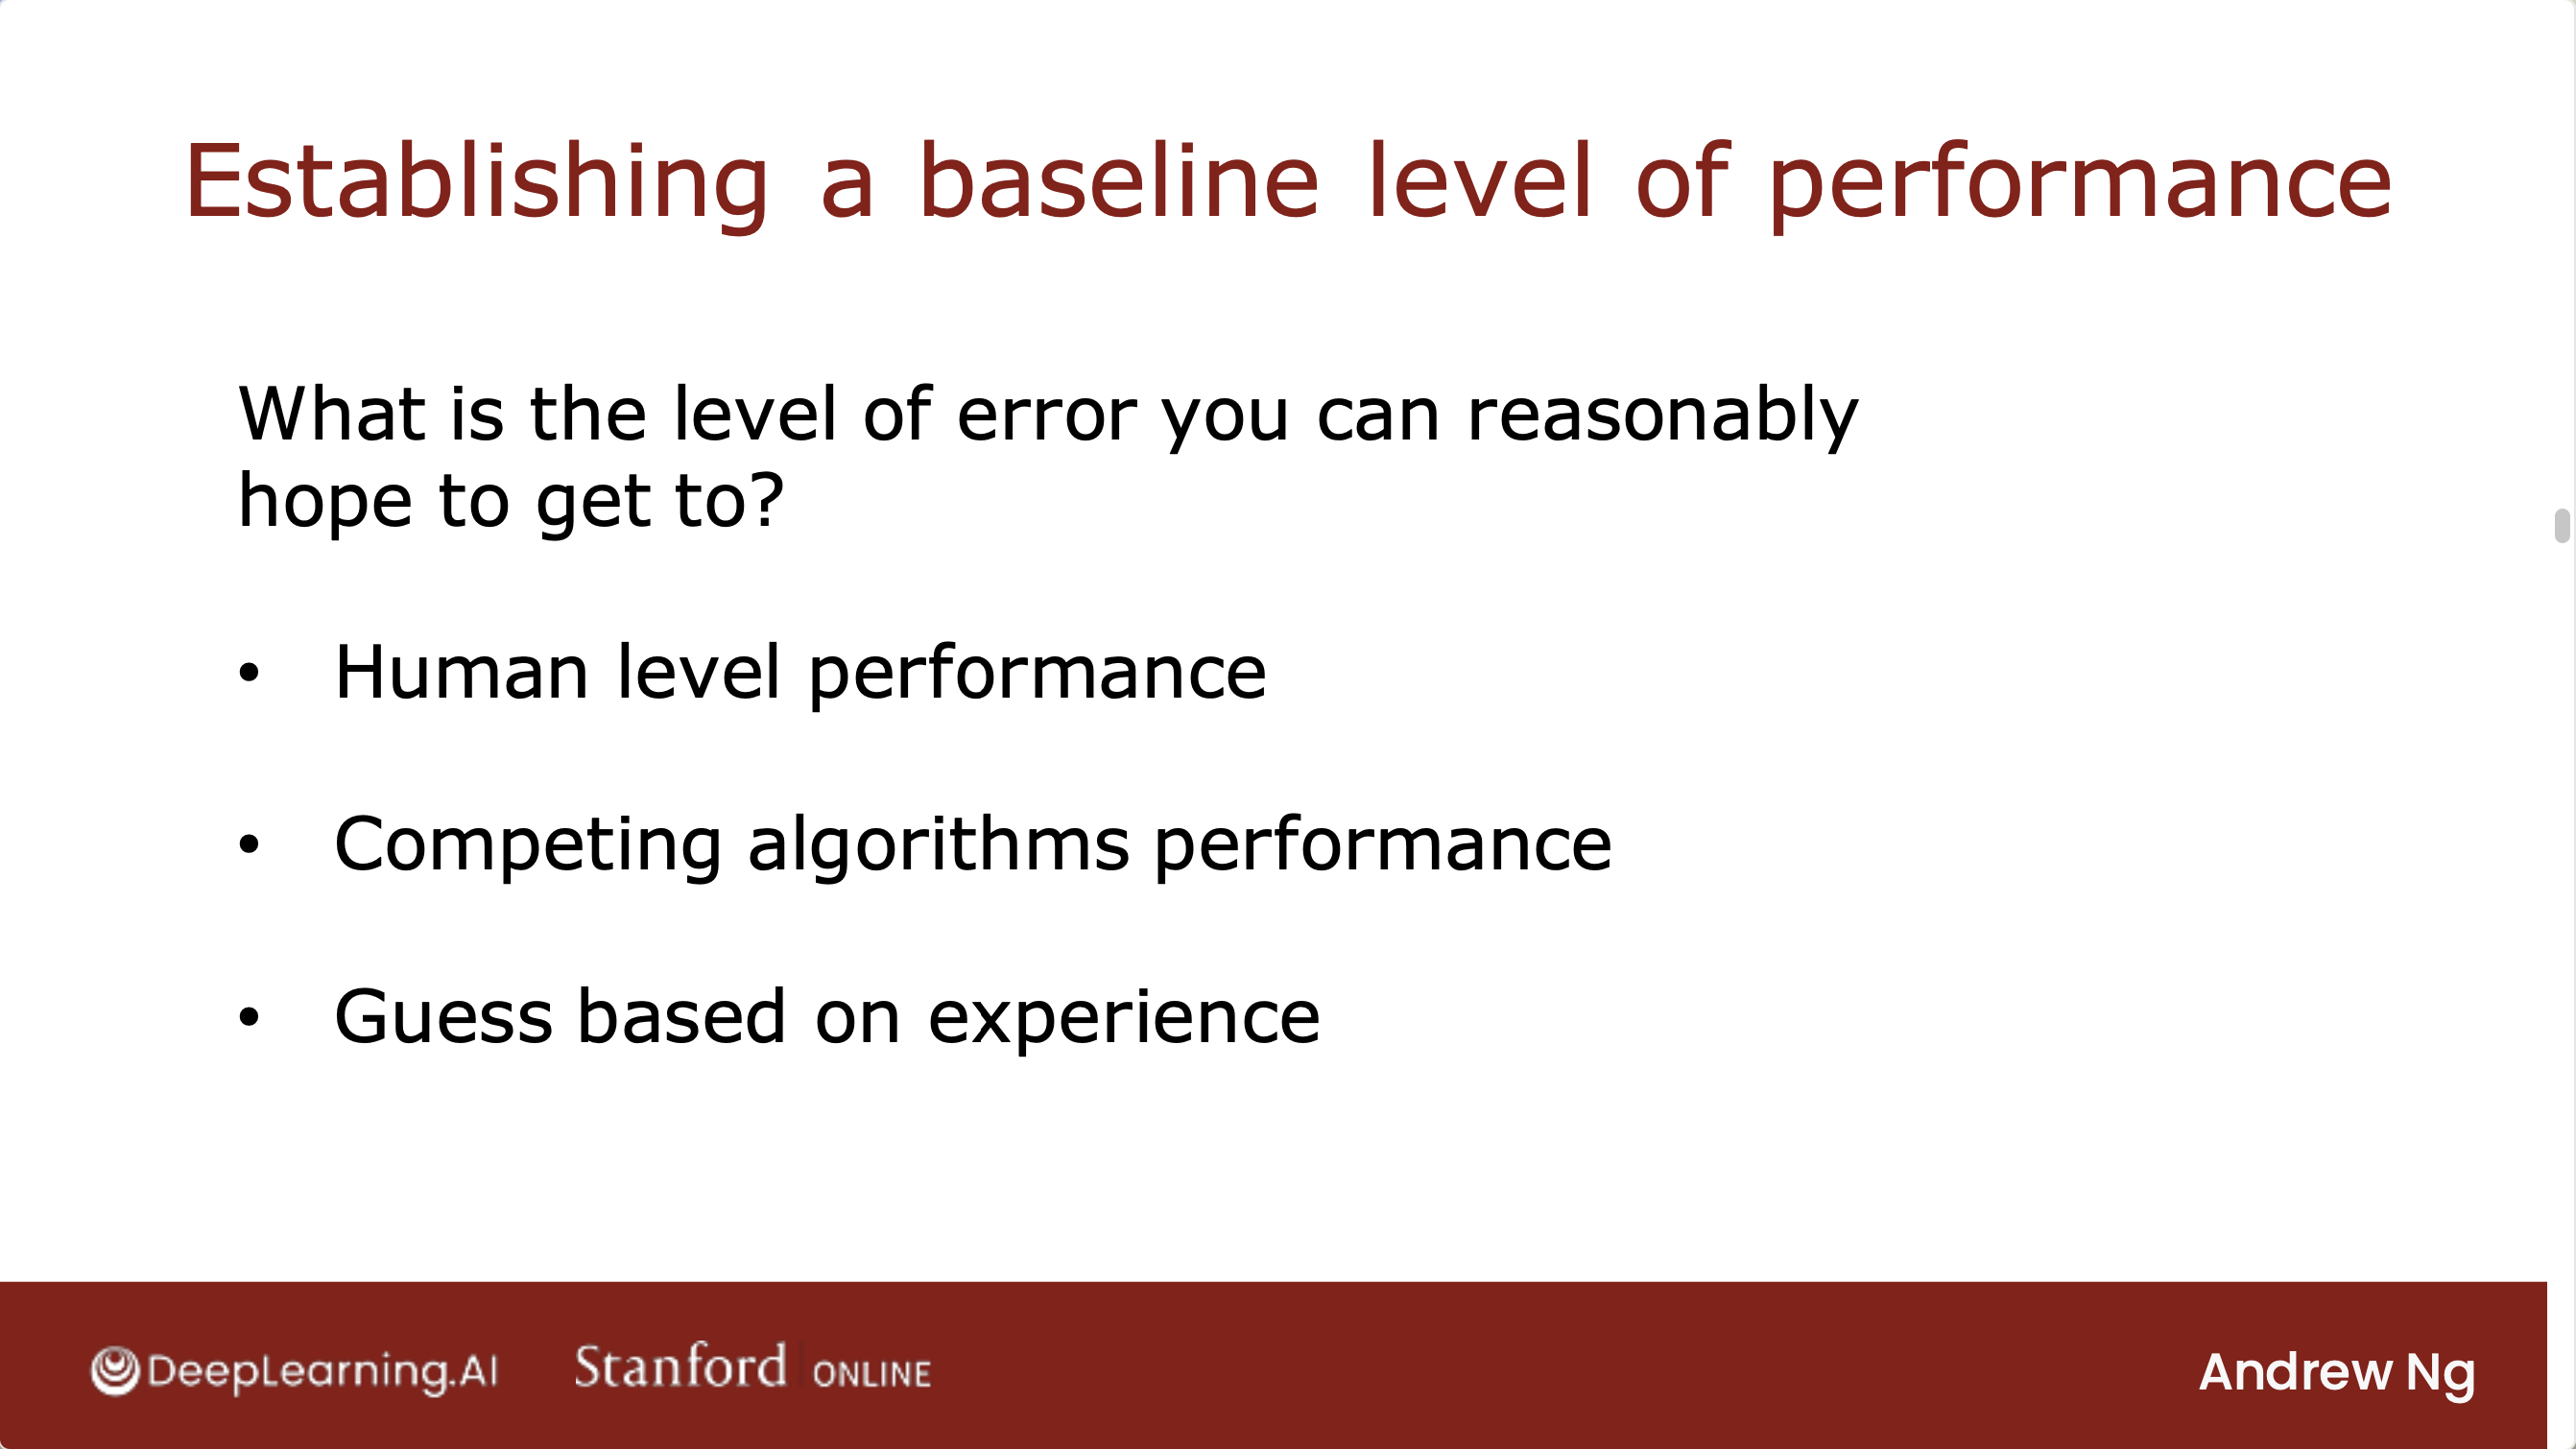 Establishing a baseline level of performance
What is the level of error you can reasonably
hope to get to?
• Human level performance
• Competing algorithms performance
• Guess based on experience
DeepLearning.AI Stanford ONLINE Andrew Ng